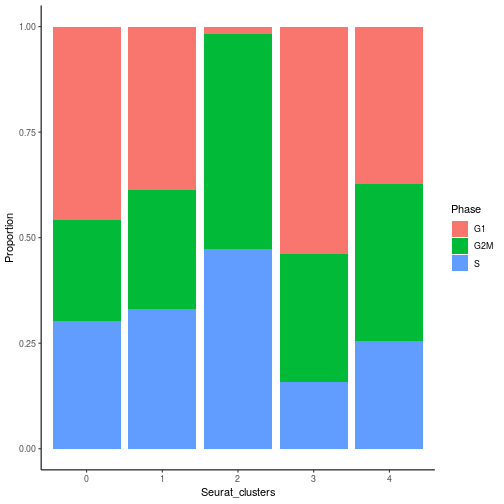 1.00
0.75
0.50
0.25
0.00
Proportion
0 1 2 3 4
Seurat_clusters
Phase
G1
G2M
S